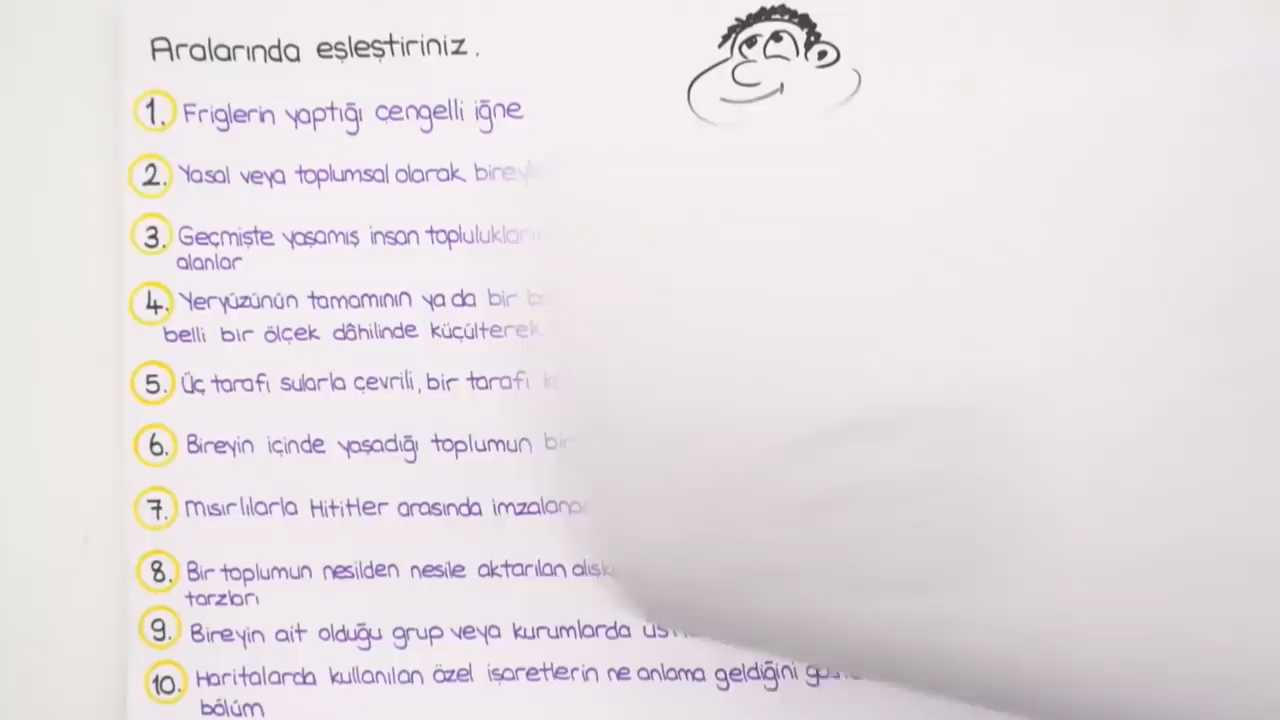 Aralarında eşleştiriniz.
1. Friglerin yaptığı çengelli iğne
2. Yasal veya toplumsal olarak
3. Geçmişte yaşamış insan
alanlar
4. Yeryüzünün tamamının ya da bir
belli bir ölçek dâhilinde küçülterek
5. Üç tarafı sularla çevrili, bir tarafı
6. Bireyin içinde yaşadığı toplumun
7. Mısırlılarla Hititler arasında
8. Bir toplumun nesilden nesile aktarılan
tarzları
9. Bireyin ait olduğu grup veya kurumlarda
10. Haritalarda kullanılan özel işaretlerin ne anlama geldiğini
bölüm